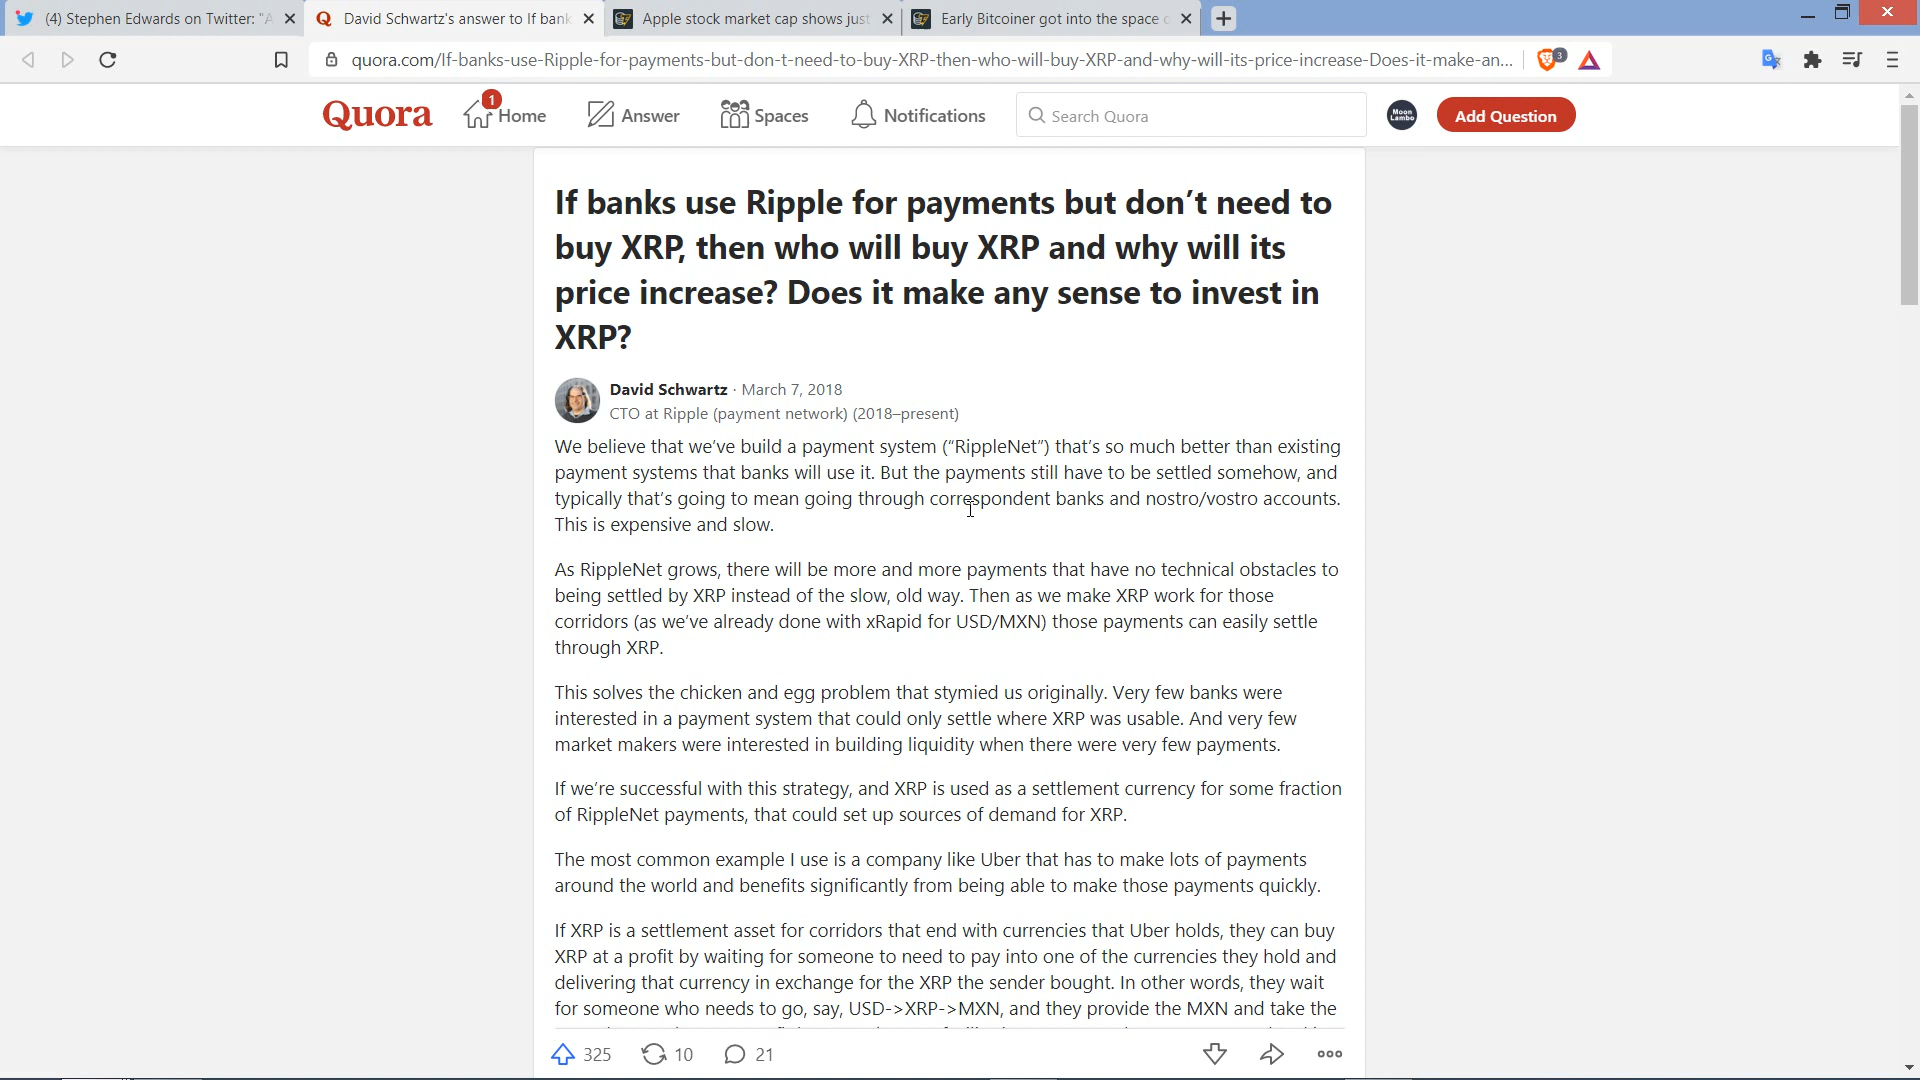 (4) Stephen Edwards on Twitter: "A
David Schwartz's answer to If bank
Apple stock market cap shows just
Early Bitcoiner got into the space
quora.com/If-banks-use-Ripple-for-payments-but-don-t-need-to-buy-XRP-then-who-will-buy-XRP-and-why-will-its-price-increase-Does-it-make-an...
3
Quora
1
Home
Answer
Spaces
Notifications
Search Quora
Moon
Lambo
Add Question
If banks use Ripple for payments but don’t need to
buy XRP, then who will buy XRP and why will its
price increase? Does it make any sense to invest in
XRP?
David Schwartz · March 7, 2018
CTO at Ripple (payment network) (2018–present)
We believe that we’ve build a payment system (“RippleNet”) that’s so much better than existing
payment systems that banks will use it. But the payments still have to be settled somehow, and
typically that’s going to mean going through correspondent banks and nostro/vostro accounts.
This is expensive and slow.
As RippleNet grows, there will be more and more payments that have no technical obstacles to
being settled by XRP instead of the slow, old way. Then as we make XRP work for those
corridors (as we’ve already done with xRapid for USD/MXN) those payments can easily settle
through XRP.
This solves the chicken and egg problem that stymied us originally. Very few banks were
interested in a payment system that could only settle where XRP was usable. And very few
market makers were interested in building liquidity when there were very few payments.
If we’re successful with this strategy, and XRP is used as a settlement currency for some fraction
of RippleNet payments, that could set up sources of demand for XRP.
The most common example I use is a company like Uber that has to make lots of payments
around the world and benefits significantly from being able to make those payments quickly.
If XRP is a settlement asset for corridors that end with currencies that Uber holds, they can buy
XRP at a profit by waiting for someone to need to pay into one of the currencies they hold and
delivering that currency in exchange for the XRP the sender bought. In other words, they wait
for someone who needs to go, say, USD->XRP->MXN, and they provide the MXN and take the
325
10
21